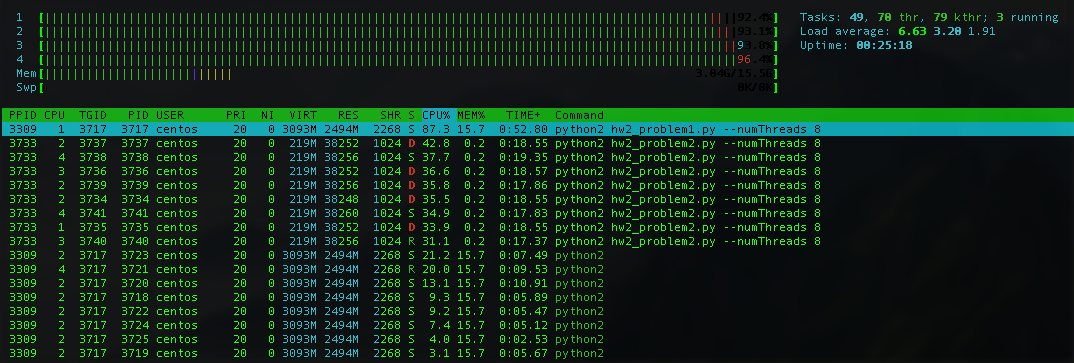 1 [ 92.4%] Tasks: 49, 70 thr, 79 kthr; 3 running
2 [ 93.1%] Load average: 6.63 3.20 1.91
3 [ 93.8%] Uptime: 00:25:18
4 [ 96.4%]
Mem[ 3.04G/15.5G]
Swp[ 0K/0K]
PPID CPU TGID PID USER PRI NI VIRT RES SHR S CPU% MEM% TIME+ Command
3309 1 3717 3717 centos 20 0 3093M 2494M 2268 S 87.3 15.7 0:52.80 python2 hw2_problem1.py --numThreads 8
3733 2 3737 3737 centos 20 0 219M 38252 1024 D 42.8 0.2 0:18.55 python2 hw2_problem2.py --numThreads 8
3733 4 3738 3738 centos 20 0 219M 38256 1024 S 37.7 0.2 0:19.35 python2 hw2_problem2.py --numThreads 8
3733 3 3736 3736 centos 20 0 219M 38252 1024 D 36.6 0.2 0:18.57 python2 hw2_problem2.py --numThreads 8
3733 2 3739 3739 centos 20 0 219M 38256 1024 D 35.8 0.2 0:17.86 python2 hw2_problem2.py --numThreads 8
3733 2 3734 3734 centos 20 0 219M 38248 1024 D 35.5 0.2 0:18.55 python2 hw2_problem2.py --numThreads 8
3733 4 3741 3741 centos 20 0 219M 38260 1024 S 34.9 0.2 0:17.83 python2 hw2_problem2.py --numThreads 8
3733 1 3735 3735 centos 20 0 219M 38252 1024 D 33.9 0.2 0:18.55 python2 hw2_problem2.py --numThreads 8
3733 3 3740 3740 centos 20 0 219M 38256 1024 R 31.1 0.2 0:17.37 python2 hw2_problem2.py --numThreads 8
3309 2 3717 3723 centos 20 0 3093M 2494M 2268 S 21.2 15.7 0:07.49 python2
3309 4 3717 3721 centos 20 0 3093M 2494M 2268 R 20.0 15.7 0:09.53 python2
3309 2 3717 3720 centos 20 0 3093M 2494M 2268 S 13.1 15.7 0:10.91 python2
3309 2 3717 3718 centos 20 0 3093M 2494M 2268 S 9.3 15.7 0:05.89 python2
3309 2 3717 3722 centos 20 0 3093M 2494M 2268 S 9.2 15.7 0:05.47 python2
3309 2 3717 3724 centos 20 0 3093M 2494M 2268 S 7.4 15.7 0:05.12 python2
3309 2 3717 3725 centos 20 0 3093M 2494M 2268 S 4.0 15.7 0:02.53 python2
3309 2 3717 3719 centos 20 0 3093M 2494M 2268 S 3.1 15.7 0:05.67 python2